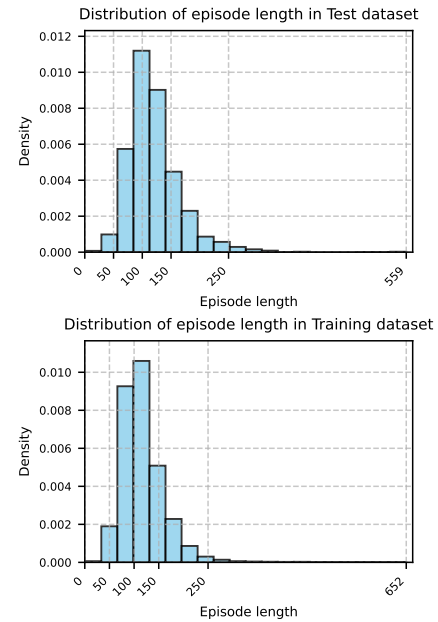 Distribution of episode length in Test dataset
0.012
0.010
0.008
0.006
0.004
0.002
0.000
Density
0 50 100 150 250 559
Episode length
Distribution of episode length in Training dataset
0.010
0.008
0.006
0.004
0.002
0.000
Density
0 50 100 150 250 652
Episode length